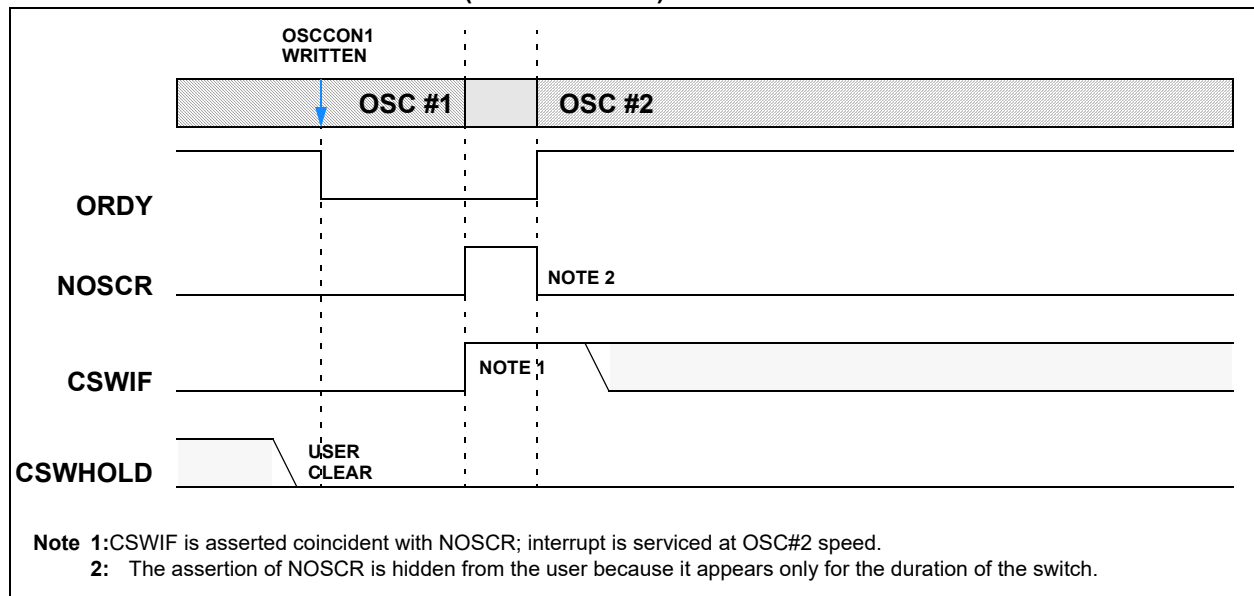 OSCCON1
WRITTEN
OSC #1
OSC #2
ORDY
NOSCR
NOTE 2
CSWIF
NOTE 1
CSWHOLD
USER
CLEAR
Note 1:CSWIF is asserted coincident with NOSCR; interrupt is serviced at OSC#2 speed.
2: The assertion of NOSCR is hidden from the user because it appears only for the duration of the switch.